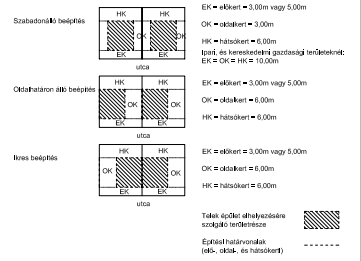 Szabadonálló beépítés
HK
HK
OK
OK
EK
EK
utca
EK = előkert = 3,00m vagy 5,00m
OK = oldalkert = 3,00m
HK = hátsókert = 6,00m
Ipari, és kereskedelmi gazdasági területeknél:
EK = OK = HK = 10,00m
Oldalhatáron álló beépítés
HK
HK
OK
OK
EK
EK
utca
EK = előkert = 3,00m vagy 5,00m
OK = oldalkert = 6,00m
HK = hátsókert = 6,00m
Ikres beépítés
HK
HK
OK
OK
EK
EK
utca
EK = előkert = 3,00m vagy 5,00m
OK = oldalkert = 6,00m
HK = hátsókert = 6,00m
Telek épület elhelyezésére
szolgáló területrésze
Építési határvonalak
(elő-, oldal-, és hátsókert)